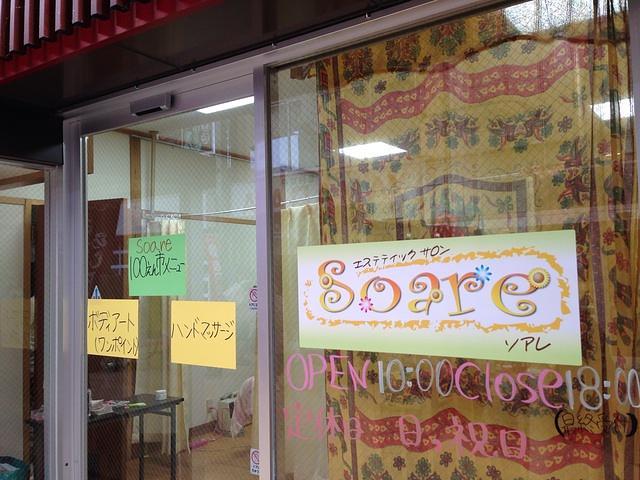 Soare
100えん市メニュー
ボディアート
(ワンポイント)
ハンドマッサージ
エステティック サロン
Soare
ソアレ
OPEN 10:00 Close 18:00
定休日 日、祝日